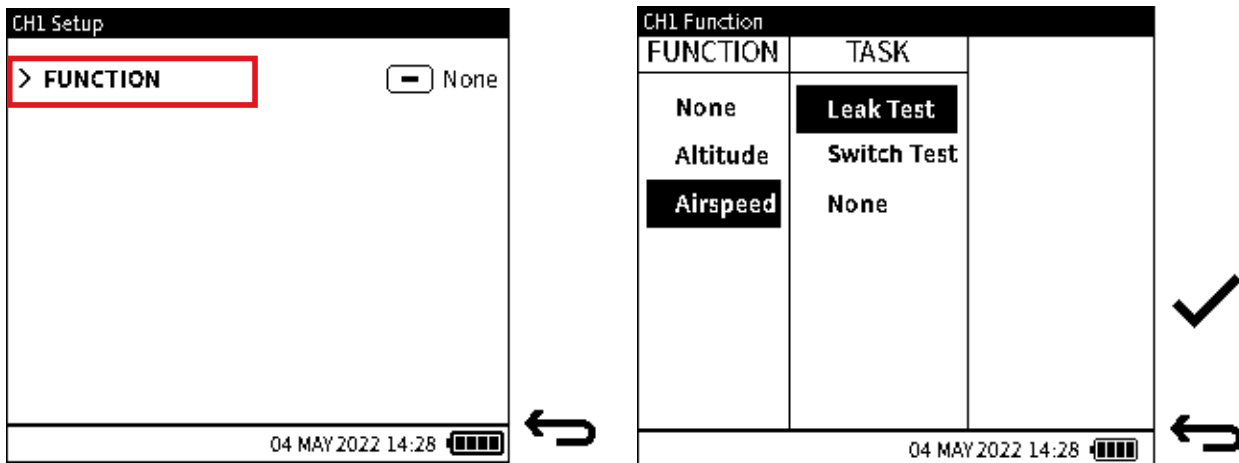 CH1 Setup
> FUNCTION
None
04 MAY 2022 14:28
CH1 Function
FUNCTION TASK
None Leak Test
Altitude Switch Test
Airspeed None
04 MAY 2022 14:28